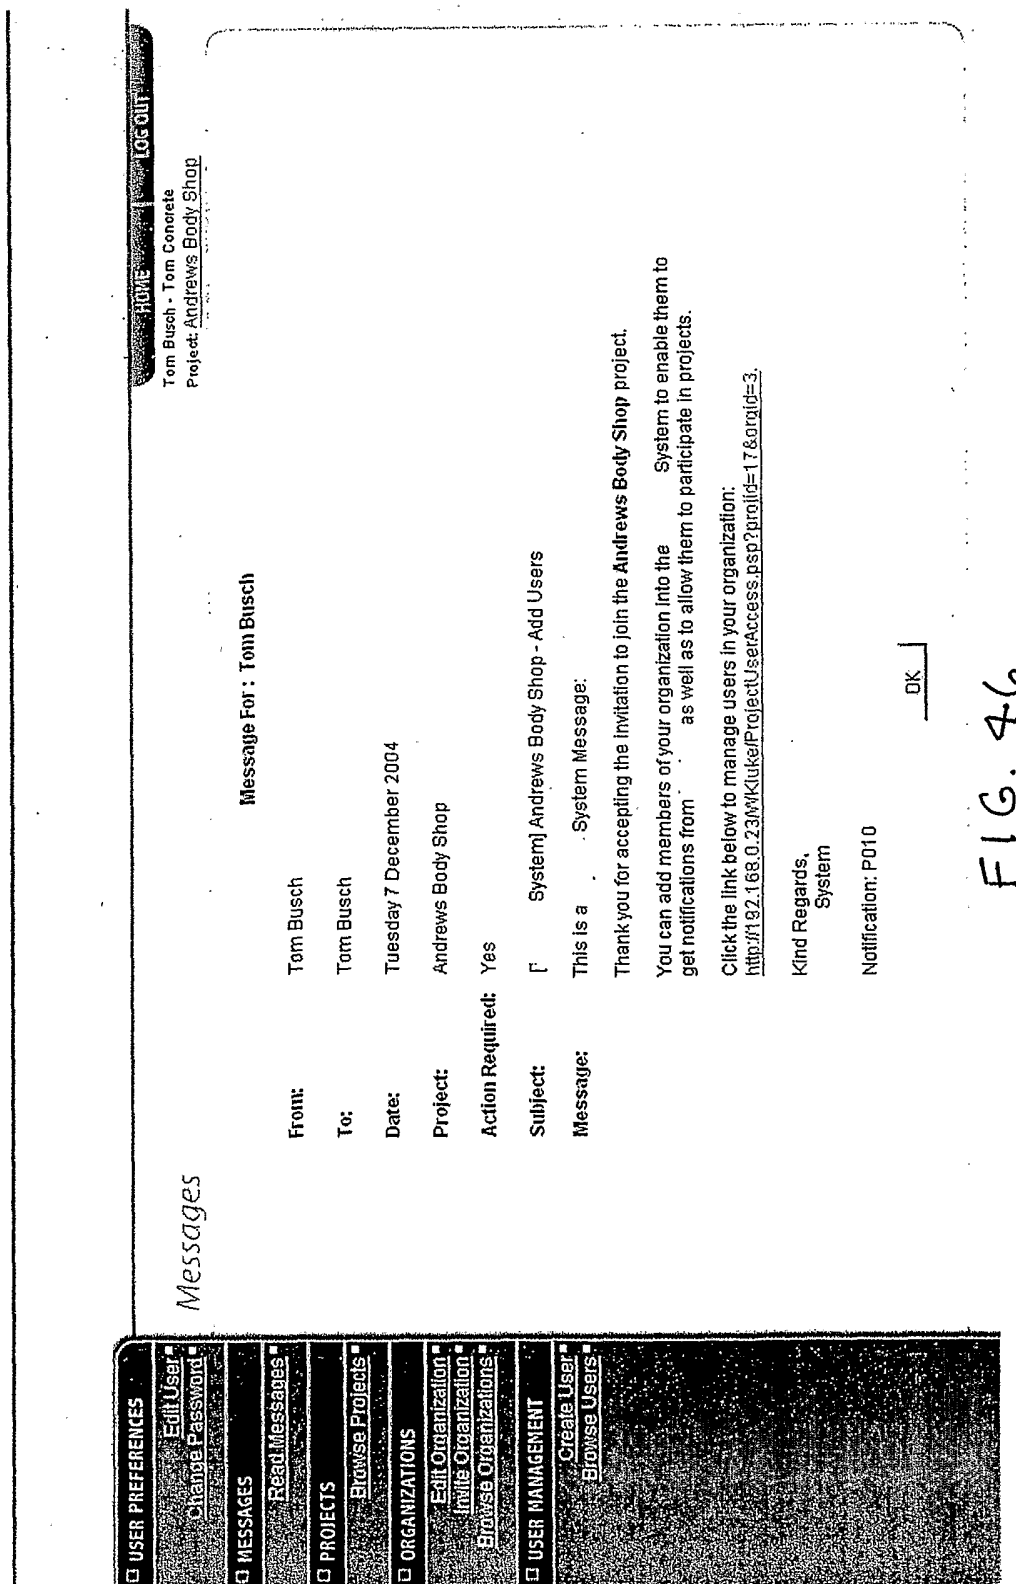 HOME LOG OUT
Tom Busch - Tom Concrete
Project: Andrews Body Shop
USER PREFERENCES
Edit User
Change Password
MESSAGES
Read Messages
PROJECTS
Browse Projects
ORGANIZATIONS
Edit Organization
Invite Organization
Browse Organizations
USER MANAGEMENT
Create User
Browse Users
Messages
Message For : Tom Busch
From: Tom Busch
To: Tom Busch
Date: Tuesday 7 December 2004
Project: Andrews Body Shop
Action Required: Yes
Subject: [ System] Andrews Body Shop - Add Users
Message: This is a System Message:
Thank you for accepting the invitation to join the Andrews Body Shop project.
You can add members of your organization into the System to enable them to
get notifications from as well as to allow them to participate in projects.
Click the link below to manage users in your organization:
http://192.168.0.23/WKluke/ProjectUserAccess.psp?projid=17&orgid=3.
Kind Regards,
System
Notification: P010
OK
FIG. 46